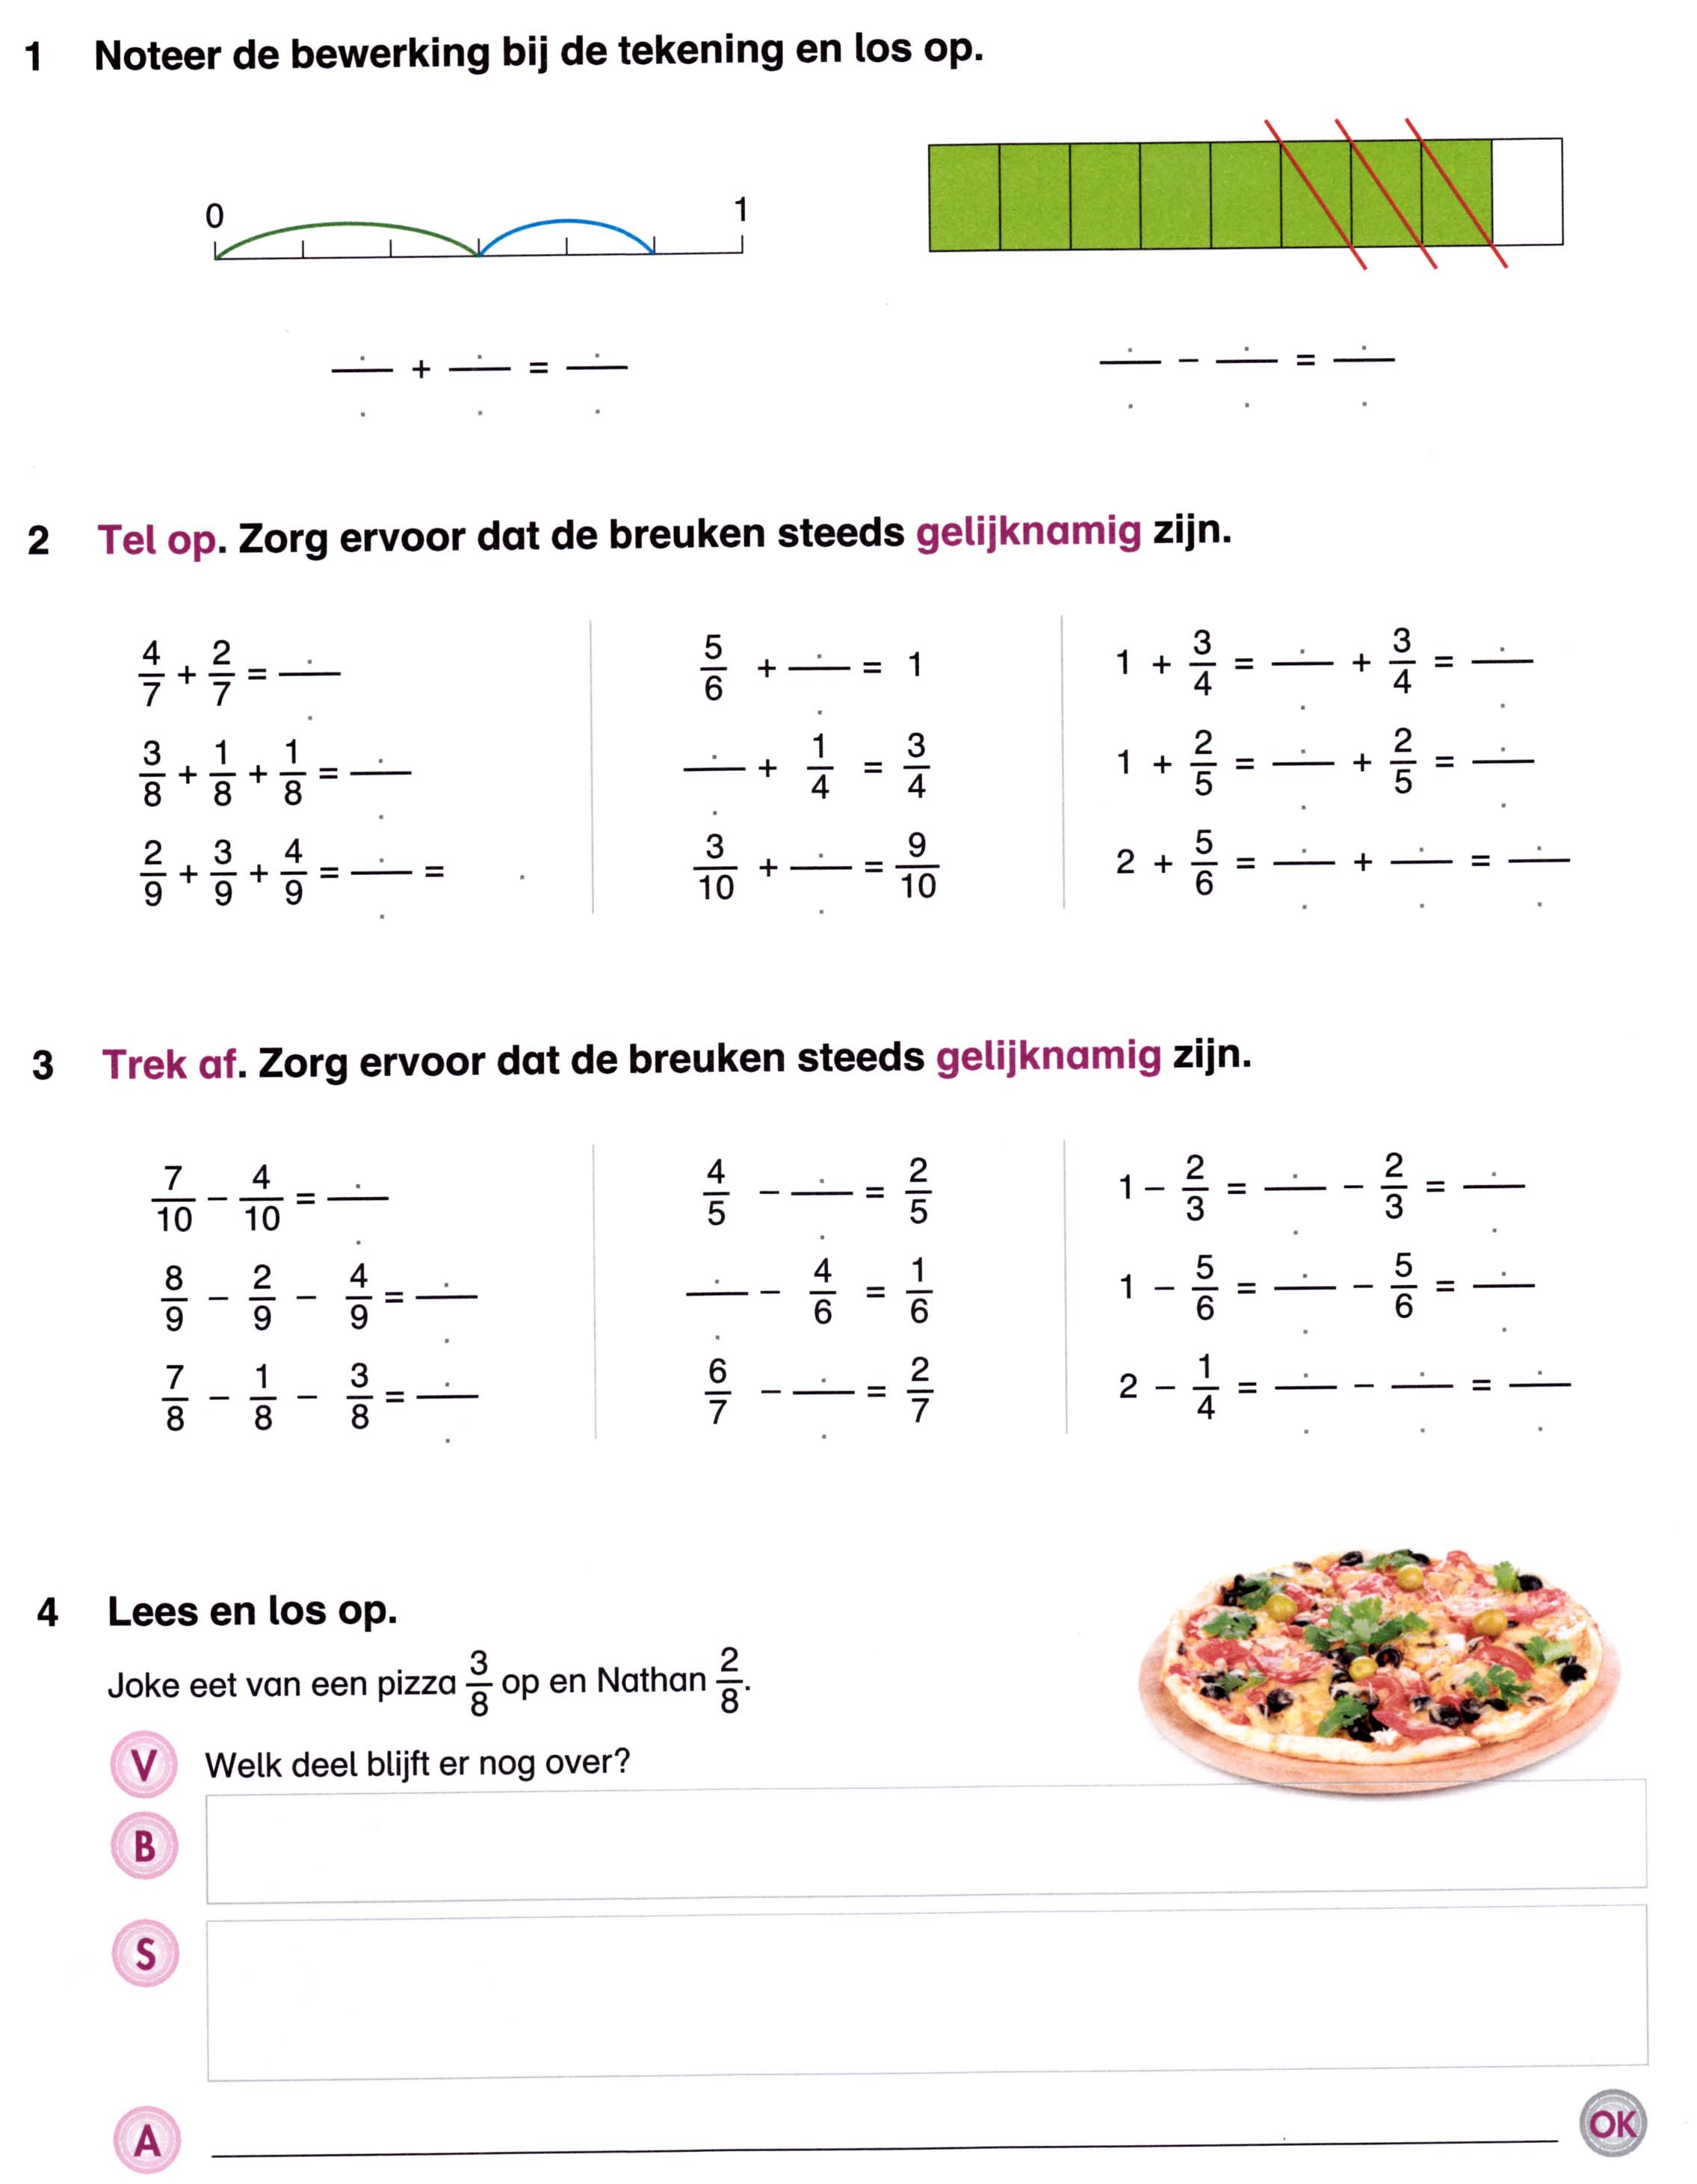 1 Noteer de bewerking bij de tekening en los op.
0 1
. + . = .
. - . = .
2 Tel op. Zorg ervoor dat de breuken steeds gelijknamig zijn.
4/7 + 2/7 = ./.
3/8 + 1/8 + 1/8 = ./.
2/9 + 3/9 + 4/9 = ./. = .
5/6 + ./. = 1
./. + 1/4 = 3/4
3/10 + ./. = 9/10
1 + 3/4 = ./. + 3/4 = ./.
1 + 2/5 = ./. + 2/5 = ./.
2 + 5/6 = ./. + ./. = ./.
3 Trek af. Zorg ervoor dat de breuken steeds gelijknamig zijn.
7/10 – 4/10 = ./.
8/9 – 2/9 – 4/9 = ./.
7/8 – 1/8 – 3/8 = ./.
4/5 – ./. = 2/5
./. – 4/6 = 1/6
6/7 – ./. = 2/7
1 – 2/3 = ./. – 2/3 = ./.
1 – 5/6 = ./. – 5/6 = ./.
2 – 1/4 = ./. – ./. = ./.
4 Lees en los op.
Joke eet van een pizza 3/8 op en Nathan 2/8.
V Welk deel blijft er nog over?
B
S
A
OK